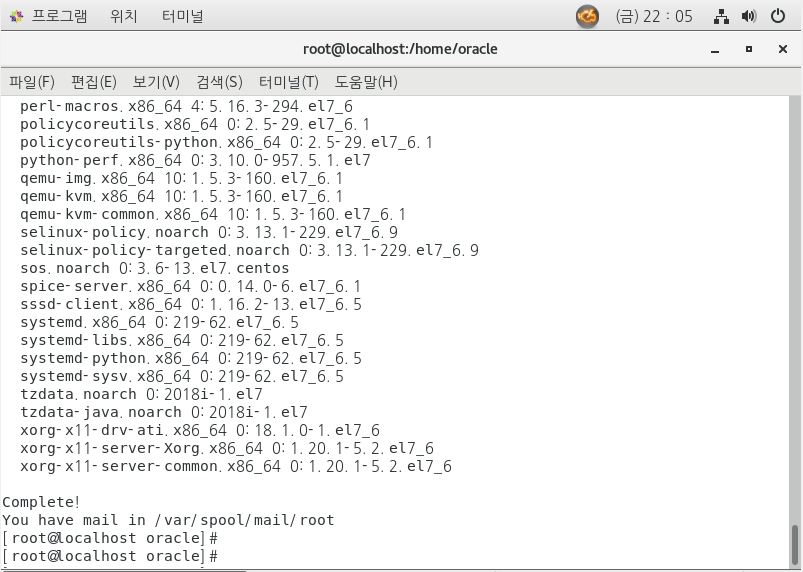 프로그램 위치 터미널 (금) 22 : 05
root@localhost:/home/oracle
파일(F) 편집(E) 보기(V) 검색(S) 터미널(T) 도움말(H)
perl-macros.x86_64 4:5.16.3-294.el7_6
policycoreutils.x86_64 0:2.5-29.el7_6.1
policycoreutils-python.x86_64 0:2.5-29.el7_6.1
python-perf.x86_64 0:3.10.0-957.5.1.el7
qemu-img.x86_64 10:1.5.3-160.el7_6.1
qemu-kvm.x86_64 10:1.5.3-160.el7_6.1
qemu-kvm-common.x86_64 10:1.5.3-160.el7_6.1
selinux-policy.noarch 0:3.13.1-229.el7_6.9
selinux-policy-targeted.noarch 0:3.13.1-229.el7_6.9
sos.noarch 0:3.6-13.el7.centos
spice-server.x86_64 0:0.14.0-6.el7_6.1
sssd-client.x86_64 0:1.16.2-13.el7_6.5
systemd.x86_64 0:219-62.el7_6.5
systemd-libs.x86_64 0:219-62.el7_6.5
systemd-python.x86_64 0:219-62.el7_6.5
systemd-sysv.x86_64 0:219-62.el7_6.5
tzdata.noarch 0:2018i-1.el7
tzdata-java.noarch 0:2018i-1.el7
xorg-x11-drv-ati.x86_64 0:18.1.0-1.el7_6
xorg-x11-server-Xorg.x86_64 0:1.20.1-5.2.el7_6
xorg-x11-server-common.x86_64 0:1.20.1-5.2.el7_6
Complete!
You have mail in /var/spool/mail/root
[root@localhost oracle]#
[root@localhost oracle]#